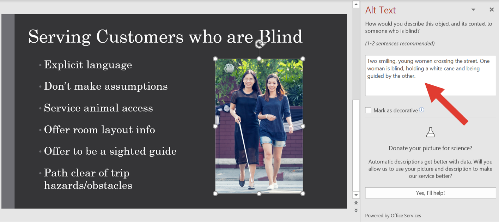 Serving Customers who are Blind
Explicit language
Don't make assumptions
Service animal access
Offer room layout info
Offer to be a sighted guide
Path clear of trip
hazards/obstacles
Alt Text
How would you describe this object and its context to
someone who is blind?
(1-2 sentences recommended)
Two smiling, young women crossing the street. One
woman is blind, holding a white cane and being
guided by the other.
Mark as decorative
Donate your picture for science?
Automatic descriptions get better with data. Will you
allow us to use your picture and description to make
our service better?
Yes, I'll help!
Powered by Office Services